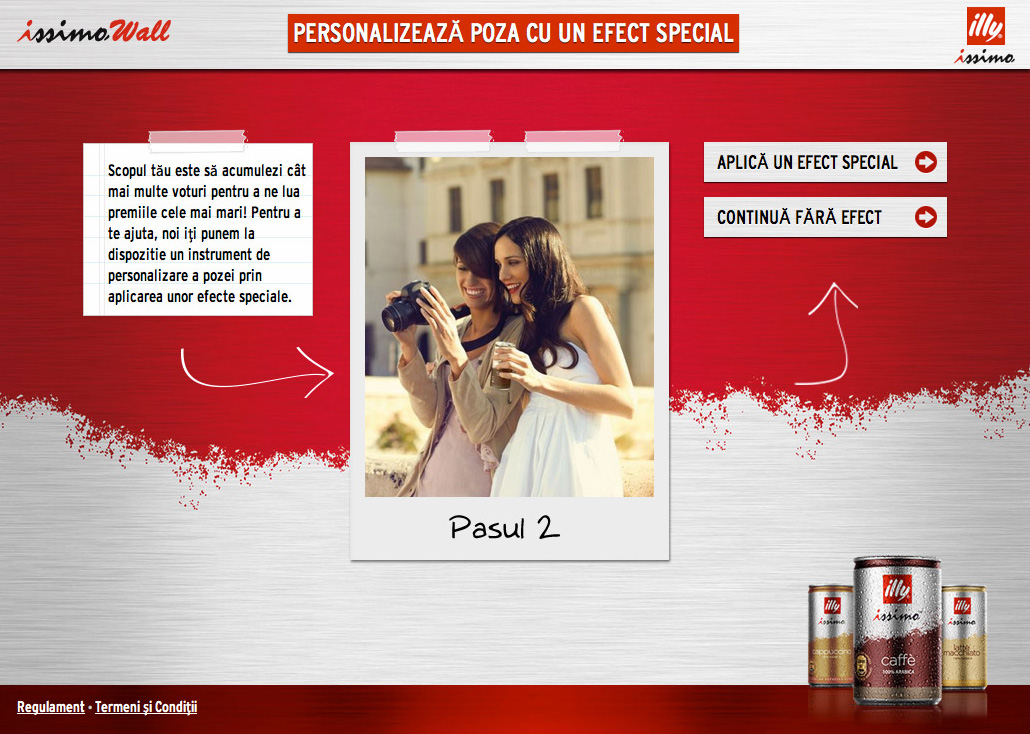 issimoWall
PERSONALIZEAZĂ POZA CU UN EFECT SPECIAL
illy
issimo
Scopul tău este să acumulezi cât
mai multe voturi pentru a ne lua
premiile cele mai mari! Pentru a
te ajuta, noi iți punem la
dispozitie un instrument de
personalizare a pozei prin
aplicarea unor efecte speciale.
APLICĂ UN EFECT SPECIAL
CONTINUĂ FĂRĂ EFECT
Pasul 2
illy
issimo
cappuccino
illy
issimo
caffè
100% ARABICA
illy
issimo
latte
macchiato
Regulament • Termeni și Condiții